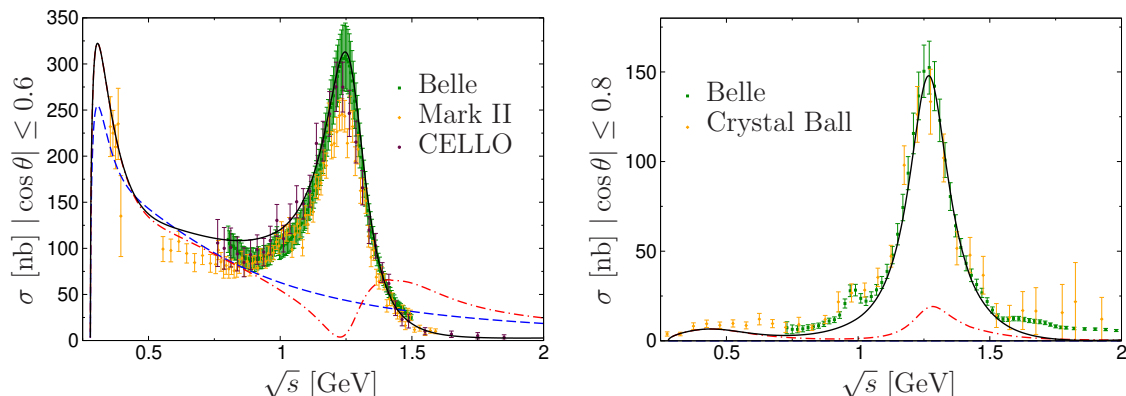 σ [nb] | cos θ| ≤ 0.6
350
300
250
200
150
100
50
0
Belle
Mark II
CELLO
0.5
1
1.5
2
√s [GeV]
σ [nb] | cos θ| ≤ 0.8
150
100
50
0
Belle
Crystal Ball
0.5
1
1.5
2
√s [GeV]